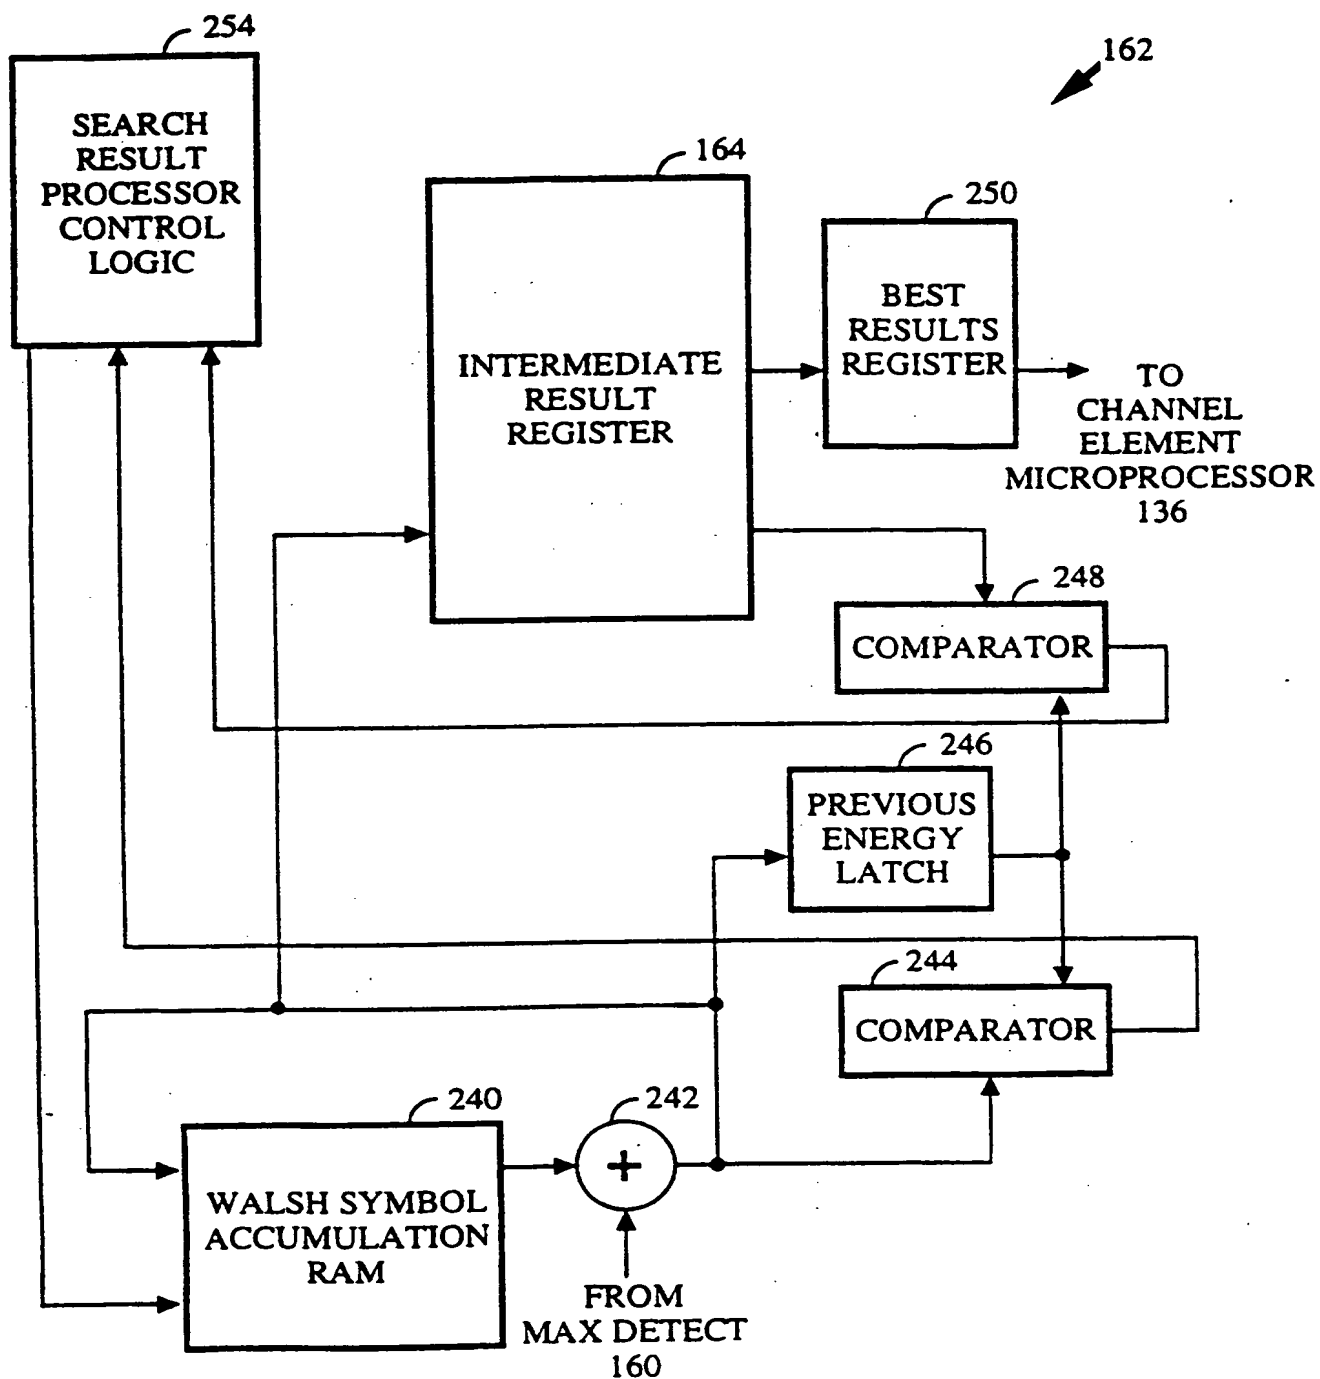 254
SEARCH
RESULT
PROCESSOR
CONTROL
LOGIC
162
164
INTERMEDIATE
RESULT
REGISTER
250
BEST
RESULTS
REGISTER
TO
CHANNEL
ELEMENT
MICROPROCESSOR
136
248
COMPARATOR
246
PREVIOUS
ENERGY
LATCH
244
COMPARATOR
240
WALSH SYMBOL
ACCUMULATION
RAM
242
+
FROM
MAX DETECT
160